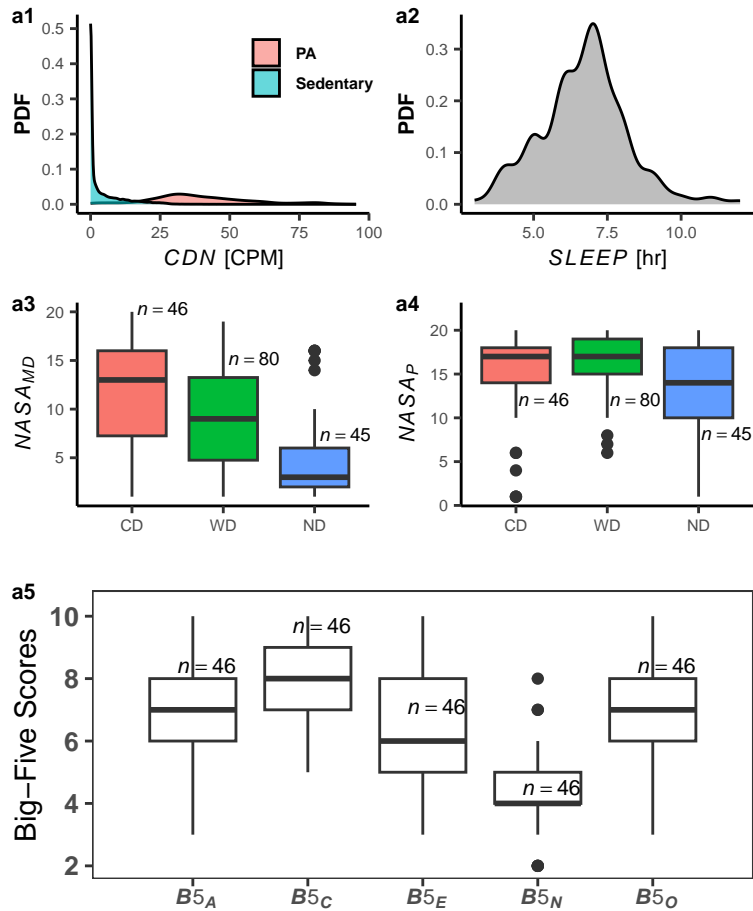 a1
PDF
0.5
0.4
0.3
0.2
0.1
0.0
PA
Sedentary
0 25 50 75 100
CDN [CPM]
a2
PDF
0.3
0.2
0.1
0.0
5.0 7.5 10.0
SLEEP [hr]
a3
NASA_MD
20
15
10
5
n = 46
n = 80
n = 45
CD WD ND
a4
NASA_P
20
15
10
5
0
n = 46
n = 80
n = 45
CD WD ND
a5
Big−Five Scores
10
8
6
4
2
n = 46
n = 46
n = 46
n = 46
n = 46
B5_A B5_C B5_E B5_N B5_O